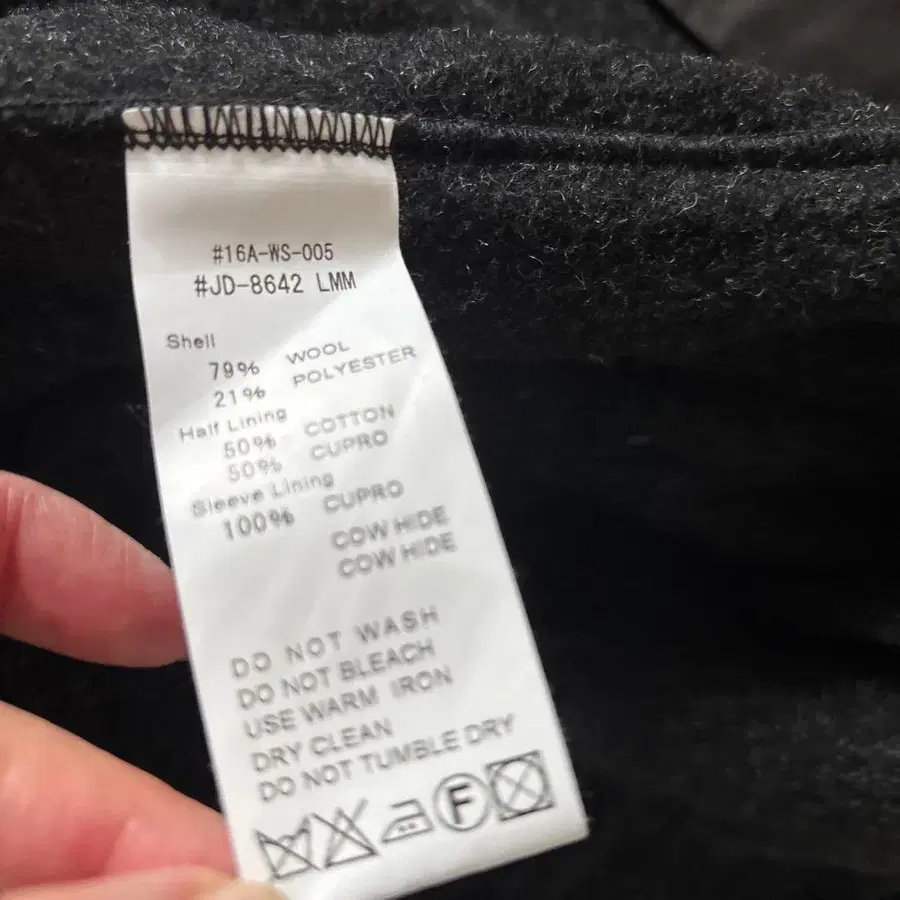 #16A-WS-005
#JD-8642 LMM
Shell
79% WOOL
21% POLYESTER
Half Lining
50% COTTON
50% CUPRO
Sleeve Lining
100% CUPRO
COW HIDE
COW HIDE
DO NOT WASH
DO NOT BLEACH
USE WARM IRON
DRY CLEAN
DO NOT TUMBLE DRY
F